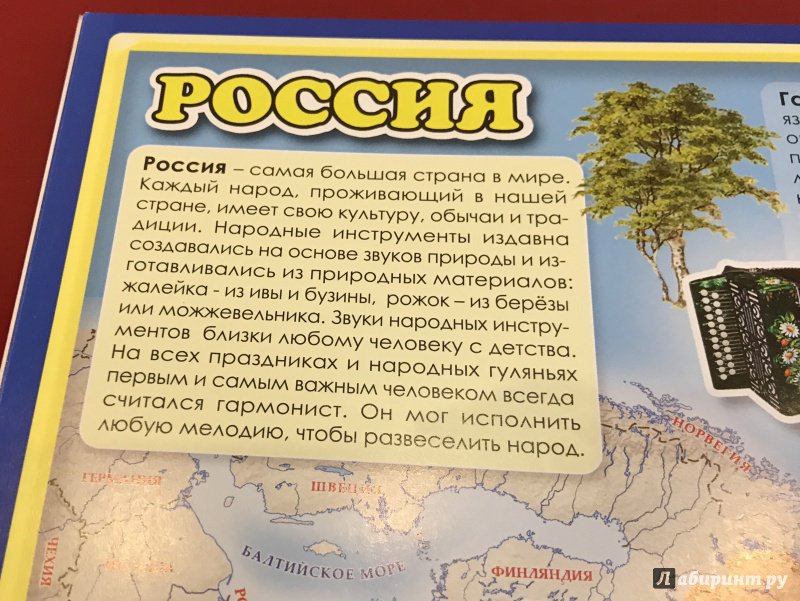 РОССИЯ
Россия – самая большая страна в мире.
Каждый народ, проживающий в нашей
стране, имеет свою культуру, обычаи и тра-
диции. Народные инструменты издавна
создавались на основе звуков природы и из-
готавливались из природных материалов:
жалейка - из ивы и бузины, рожок – из берёзы
или можжевельника. Звуки народных инстру-
ментов близки любому человеку с детства.
На всех праздниках и народных гуляньях
первым и самым важным человеком всегда
считался гармонист. Он мог исполнить
любую мелодию, чтобы развеселить народ.
НОРВЕГИЯ
ГЕРМАНИЯ
ШВЕЦИЯ
ЧЕХИЯ
БАЛТИЙСКОЕ МОРЕ
ФИНЛЯНДИЯ
Лабиринт.ру